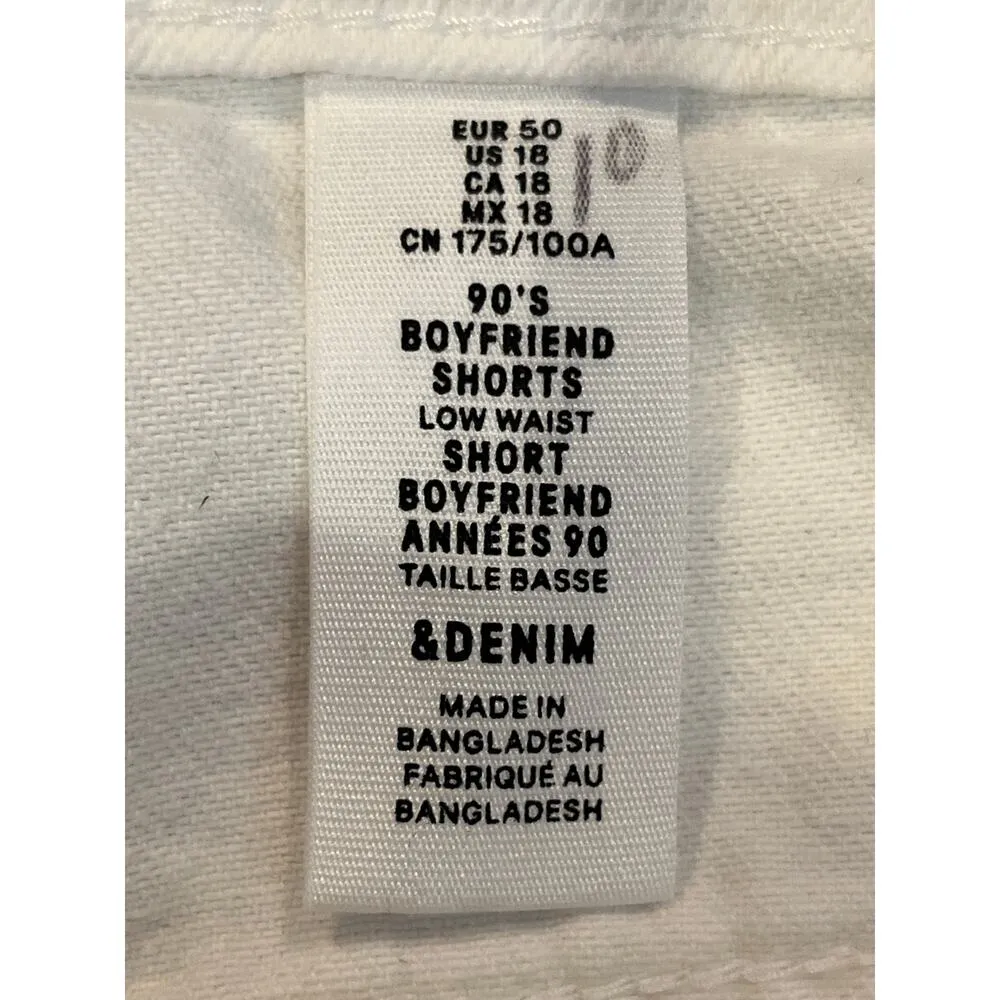 EUR 50
US 18
CA 18
MX 18
10
CN 175/100A
90'S
BOYFRIEND
SHORTS
LOW WAIST
SHORT
BOYFRIEND
ANNÉES 90
TAILLE BASSE
&DENIM
MADE IN
BANGLADESH
FABRIQUÉ AU
BANGLADESH